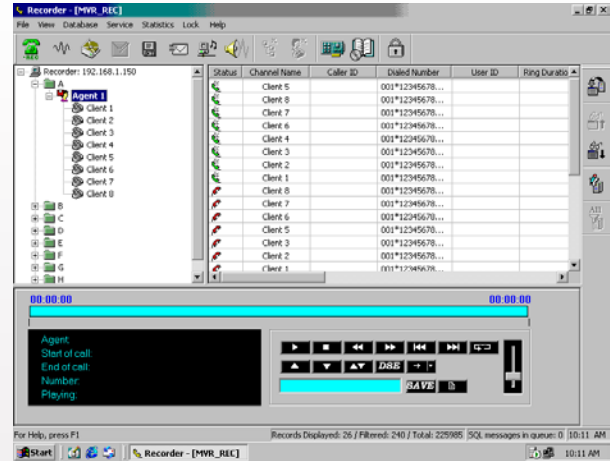 Recorder - [MVR_REC]
File View Database Service Statistics Lock Help
REC
Recorder: 192.168.1.150
A
Agent 1
Client 1
Client 2
Client 3
Client 4
Client 5
Client 6
Client 7
Client 8
B
C
D
E
F
G
H
Status Channel Name Caller ID Dialed Number User ID Ring Duratio
Client 5 001*12345678...
Client 8 001*12345678...
Client 7 001*12345678...
Client 6 001*12345678...
Client 4 001*12345678...
Client 3 001*12345678...
Client 2 001*12345678...
Client 1 001*12345678...
Client 8 001*12345678...
Client 7 001*12345678...
Client 6 001*12345678...
Client 5 001*12345678...
Client 3 001*12345678...
Client 2 001*12345678...
Client 1 001*12345678...
All
00:00:00 00:00:00
Agent:
Start of call:
End of call:
Number:
Playing:
DSE
SAVE
For Help, press F1 Records Displayed: 26 / Filtered: 240 / Total: 225985 SQL messages in queue: 0 10:11 AM
Start Recorder - [MVR_REC] 10:11 AM